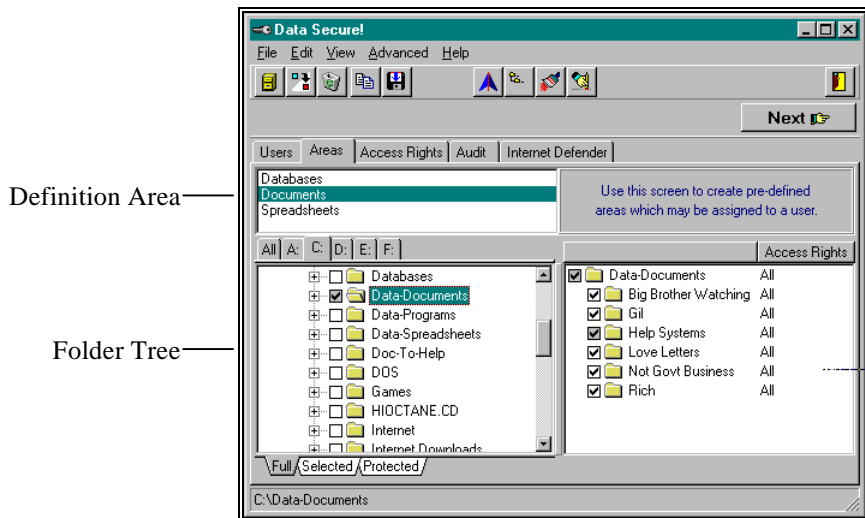 Data Secure!
File Edit View Advanced Help
Next
Users Areas Access Rights Audit Internet Defender
Definition Area
Databases
Documents
Spreadsheets
Use this screen to create pre-defined
areas which may be assigned to a user.
All A: C: D: E: F:
Access Rights
Folder Tree
Databases
Data-Documents
Data-Programs
Data-Spreadsheets
Doc-To-Help
DOS
Games
HIOCTANE.CD
Internet
Internet Downloads
Data-Documents All
Big Brother Watching All
Gil All
Help Systems All
Love Letters All
Not Govt Business All
Rich All
Full Selected Protected
C:\Data-Documents